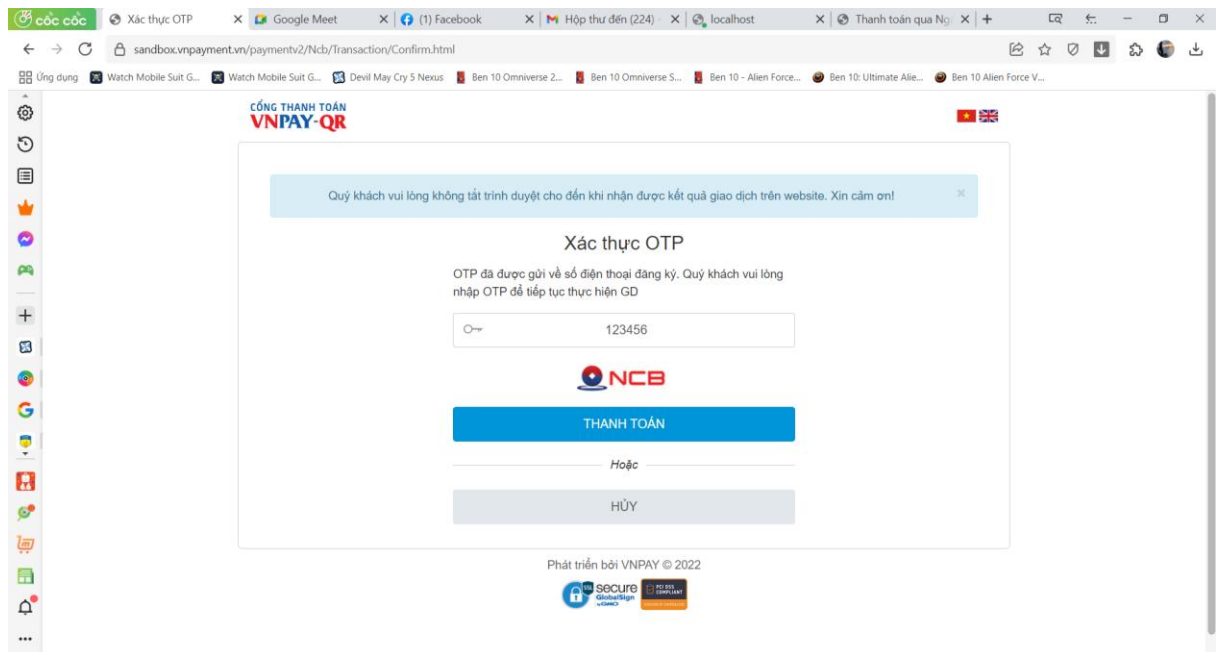 cốc cốc
Xác thực OTP
Google Meet
(1) Facebook
Hộp thư đến (224) -
localhost
Thanh toán qua Ng
sandbox.vnpayment.vn/paymentv2/Ncb/Transaction/Confirm.html
Ứng dụng
Watch Mobile Suit G...
Watch Mobile Suit G...
Devil May Cry 5 Nexus
Ben 10 Omniverse 2...
Ben 10 Omniverse S...
Ben 10 - Alien Force...
Ben 10: Ultimate Alie...
Ben 10 Alien Force V...
CỔNG THANH TOÁN
VNPAY-QR
Quý khách vui lòng không tắt trình duyệt cho đến khi nhận được kết quả giao dịch trên website. Xin cảm ơn!
Xác thực OTP
OTP đã được gửi về số điện thoại đăng ký. Quý khách vui lòng
nhập OTP để tiếp tục thực hiện GD
123456
NCB
THANH TOÁN
Hoặc
HỦY
Phát triển bởi VNPAY © 2022
SSL
secure
GlobalSign
by GMO
PCI DSS
COMPLIANT